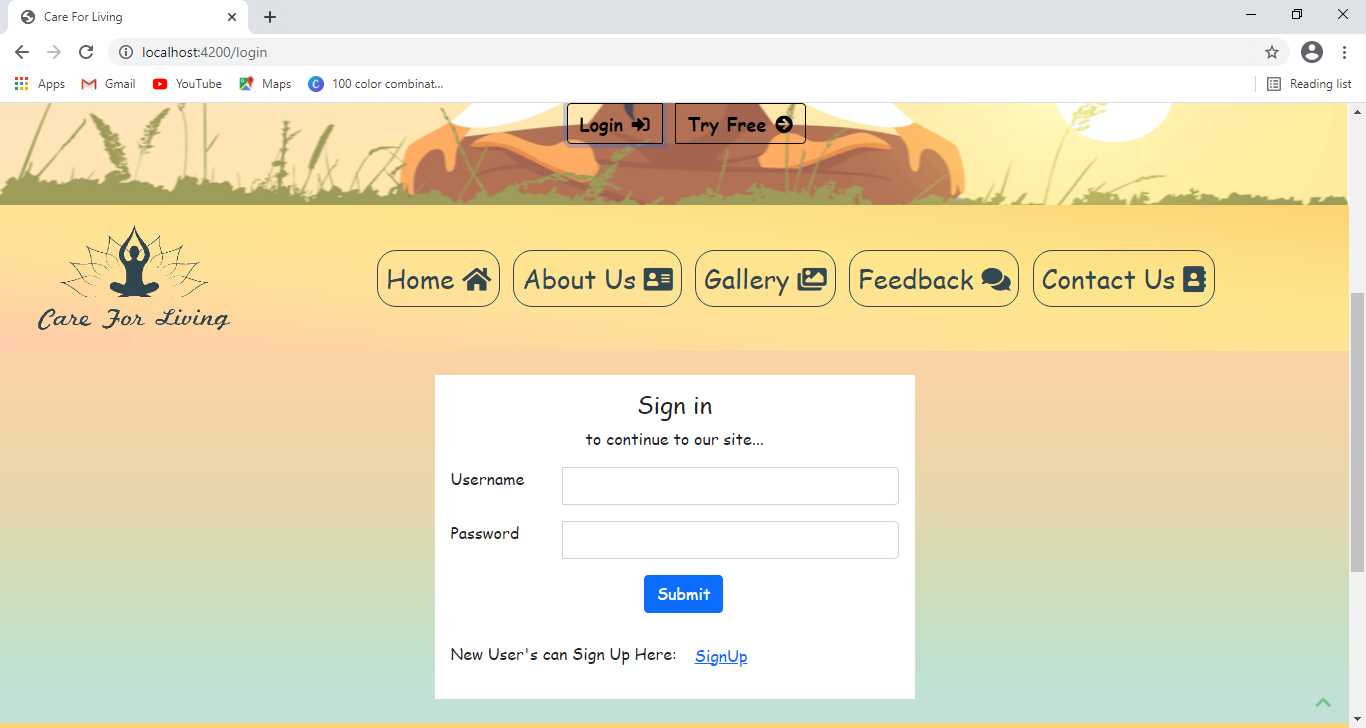 Care For Living
localhost:4200/login
Apps Gmail YouTube Maps 100 color combinat... Reading list
Login Try Free
Care For Living
Home About Us Gallery Feedback Contact Us
Sign in
to continue to our site...
Username
Password
Submit
New User's can Sign Up Here: SignUp